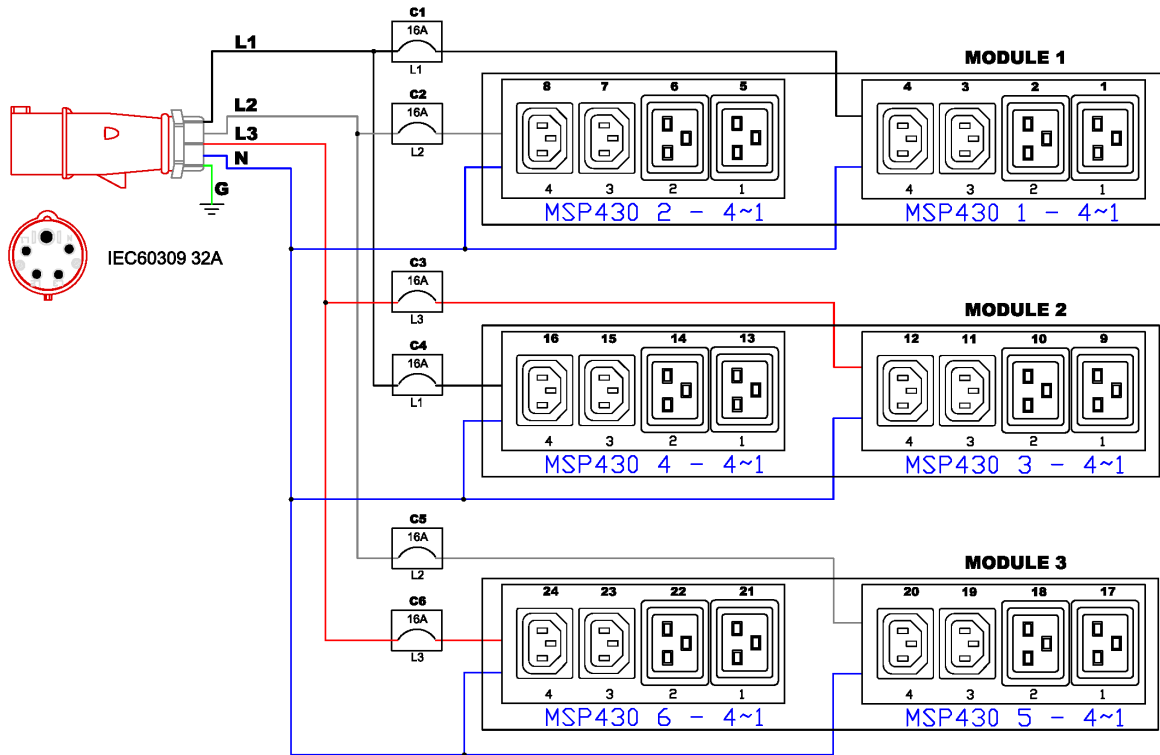 C1
16A
L1
L1
L2
L3
N
G
IEC60309 32A
C2
16A
L2
MODULE 1
8 7 6 5
4 3 2 1
MSP430 2 - 4~1
4 3 2 1
4 3 2 1
MSP430 1 - 4~1
C3
16A
L3
C4
16A
L1
MODULE 2
16 15 14 13
4 3 2 1
MSP430 4 - 4~1
12 11 10 9
4 3 2 1
MSP430 3 - 4~1
C5
16A
L2
C6
16A
L3
MODULE 3
24 23 22 21
4 3 2 1
MSP430 6 - 4~1
20 19 18 17
4 3 2 1
MSP430 5 - 4~1